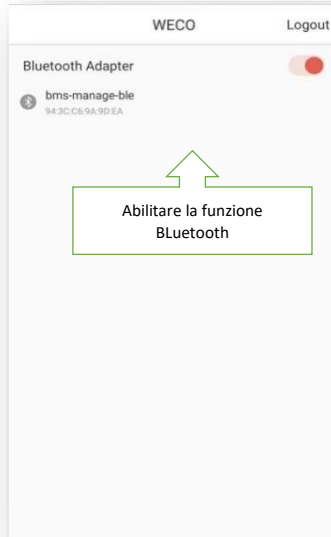 WECO Logout
Bluetooth Adapter
bms-manage-ble
94:3C:C6:9A:9D:EA
Abilitare la funzione
BLuetooth